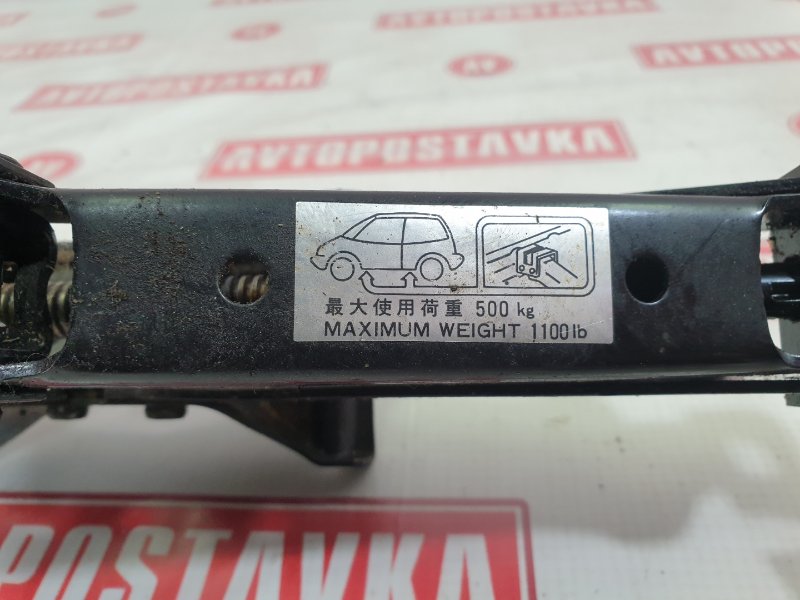 AVTOPOSTAVKA
AVTOPOSTAVKA
AVTOPOSTAVKA
最大使用荷重 500 kg
MAXIMUM WEIGHT 1100 lb
POSTAVKA